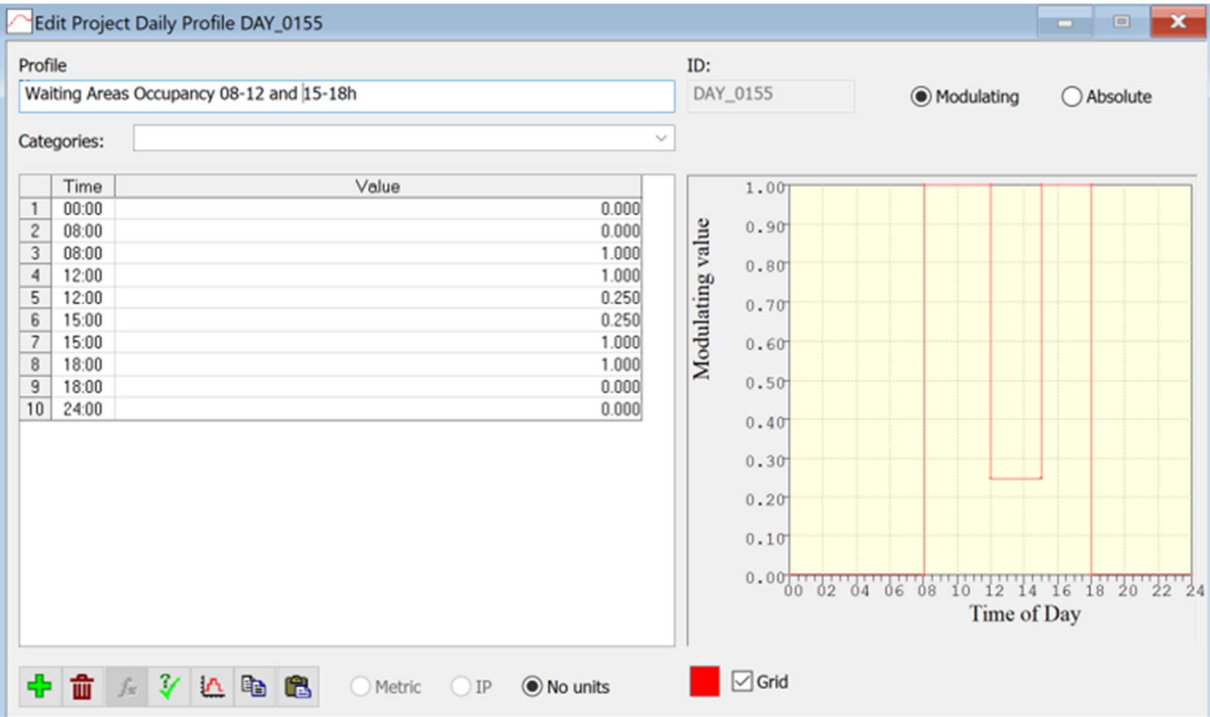 Edit Project Daily Profile DAY_0155
Profile
ID:
Waiting Areas Occupancy 08-12 and 15-18h
DAY_0155
Modulating
Absolute
Categories:
Time Value
1 00:00 0.000
2 08:00 0.000
3 08:00 1.000
4 12:00 1.000
5 12:00 0.250
6 15:00 0.250
7 15:00 1.000
8 18:00 1.000
9 18:00 0.000
10 24:00 0.000
Modulating value
1.00
0.90
0.80
0.70
0.60
0.50
0.40
0.30
0.20
0.10
0.00
00 02 04 06 08 10 12 14 16 18 20 22 24
Time of Day
fx
Metric
IP
No units
Grid